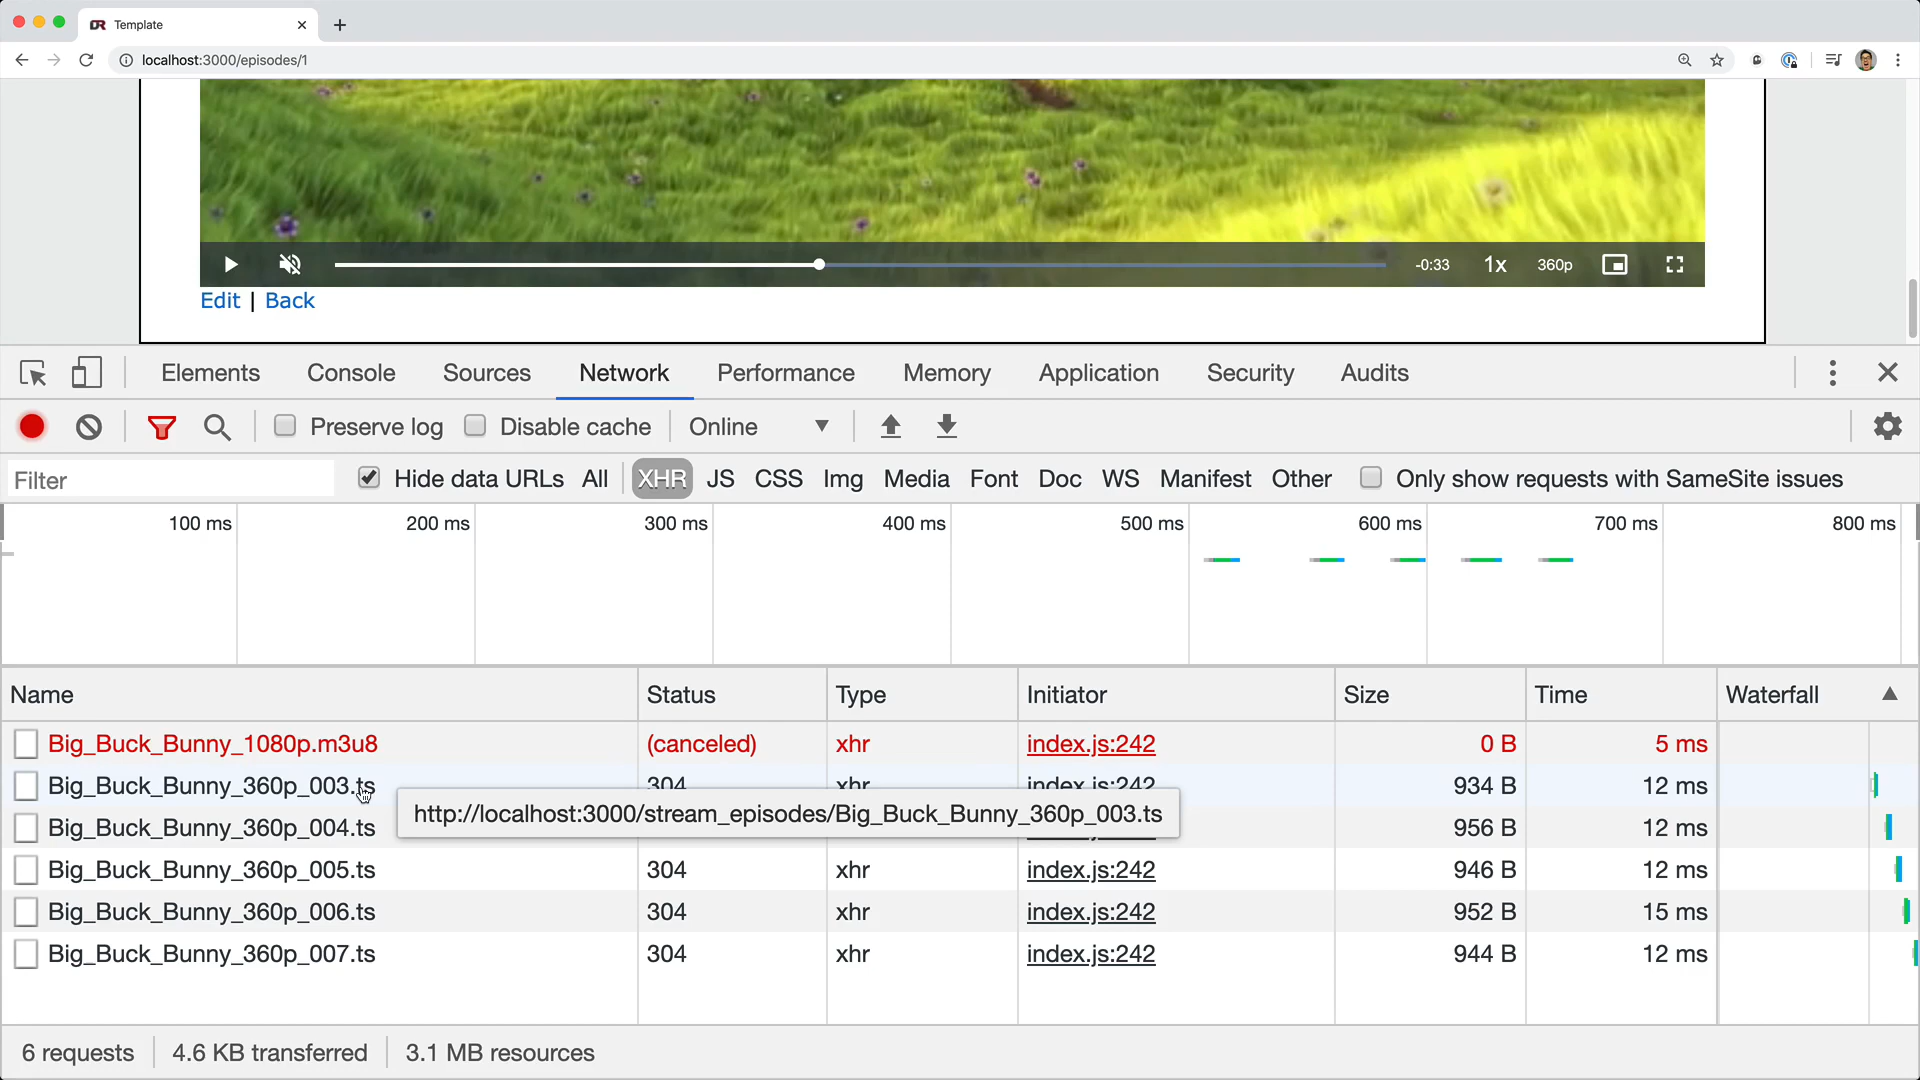 Template
localhost:3000/episodes/1
-0:33 1x 360p
Edit | Back
Elements Console Sources Network Performance Memory Application Security Audits
Preserve log Disable cache Online
Filter Hide data URLs All XHR JS CSS Img Media Font Doc WS Manifest Other Only show requests with SameSite issues
100 ms 200 ms 300 ms 400 ms 500 ms 600 ms 700 ms 800 ms
Name Status Type Initiator Size Time Waterfall
Big_Buck_Bunny_1080p.m3u8 (canceled) xhr index.js:242 0 B 5 ms
Big_Buck_Bunny_360p_003.ts 304 xhr index.js:242 934 B 12 ms
http://localhost:3000/stream_episodes/Big_Buck_Bunny_360p_003.ts
Big_Buck_Bunny_360p_004.ts 956 B 12 ms
Big_Buck_Bunny_360p_005.ts 304 xhr index.js:242 946 B 12 ms
Big_Buck_Bunny_360p_006.ts 304 xhr index.js:242 952 B 15 ms
Big_Buck_Bunny_360p_007.ts 304 xhr index.js:242 944 B 12 ms
6 requests 4.6 KB transferred 3.1 MB resources